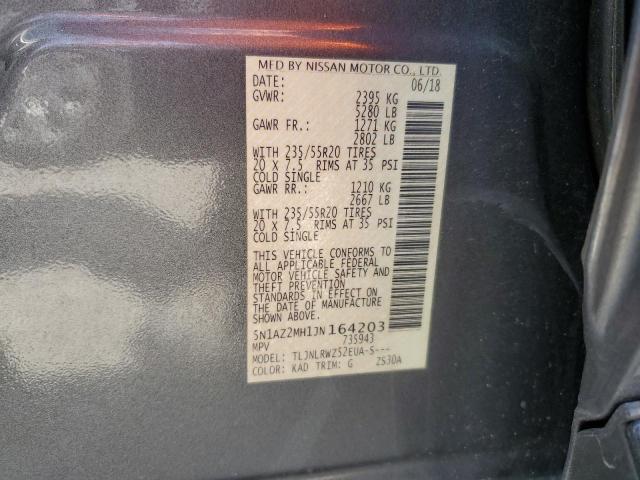 MFD BY NISSAN MOTOR CO., LTD.
DATE: 06/18
GVWR: 2395 KG
5280 LB
GAWR FR.: 1271 KG
2802 LB
WITH 235/55R20 TIRES
20 X 7.5 RIMS AT 35 PSI
COLD SINGLE
GAWR RR.: 1210 KG
2667 LB
WITH 235/55R20 TIRES
20 X 7.5 RIMS AT 35 PSI
COLD SINGLE
THIS VEHICLE CONFORMS TO
ALL APPLICABLE FEDERAL
MOTOR VEHICLE SAFETY AND
THEFT PREVENTION
STANDARDS IN EFFECT ON
THE DATE OF MANUFACTURE
SHOWN ABOVE.
5N1AZ2MH1JN164203
MPV 735943
MODEL: TLJNLRWZ52EUA-S---
COLOR: KAD TRIM: G ZS30A